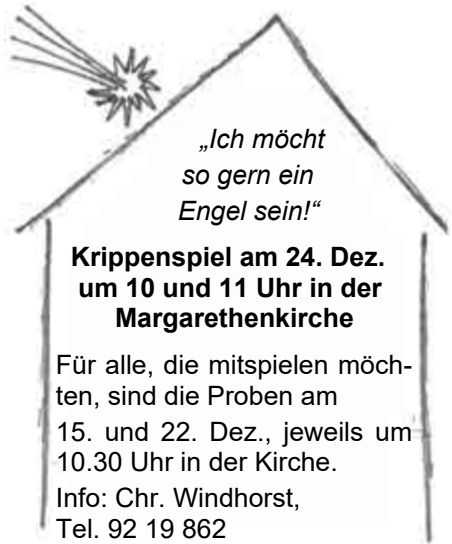 „Ich möcht
so gern ein
Engel sein!“
Krippenspiel am 24. Dez.
um 10 und 11 Uhr in der
Margarethenkirche
Für alle, die mitspielen möch-
ten, sind die Proben am
15. und 22. Dez., jeweils um
10.30 Uhr in der Kirche.
Info: Chr. Windhorst,
Tel. 92 19 862